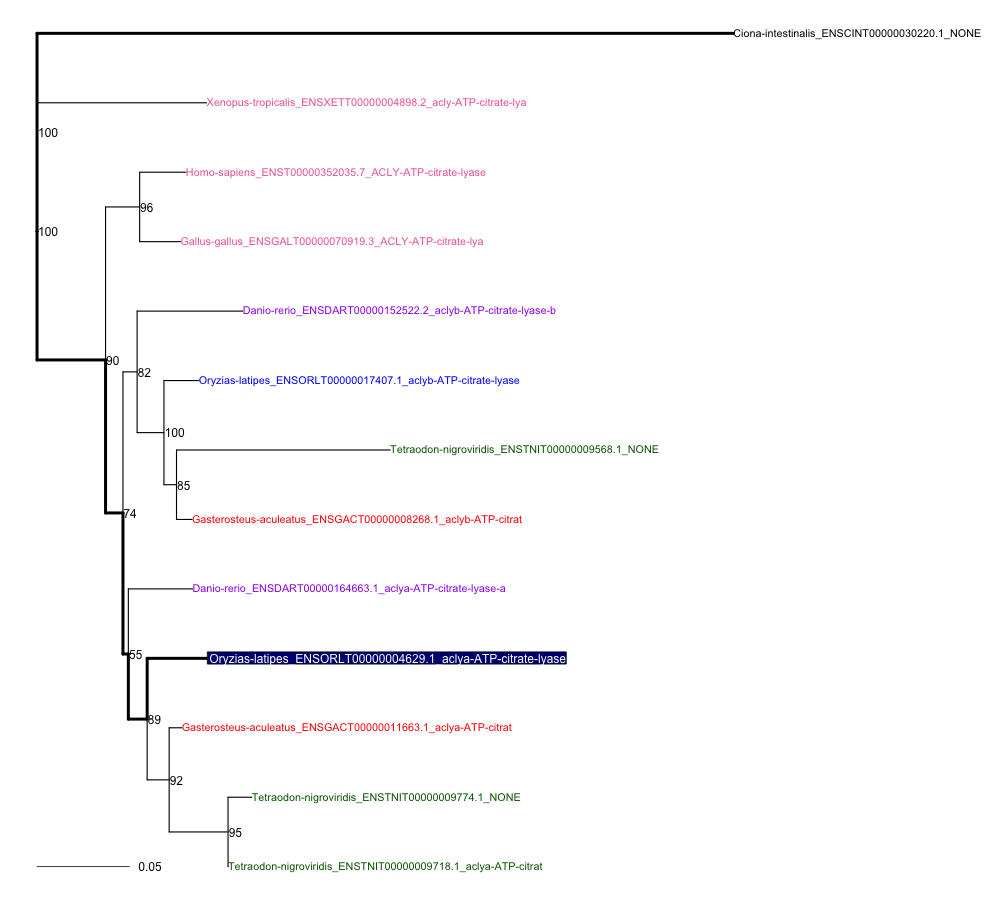 Ciona-intestinalis_ENSCINT00000030220.1_NONE
Xenopus-tropicalis_ENSXETT00000004898.2_acly-ATP-citrate-lya
100
Homo-sapiens_ENST00000352035.7_ACLY-ATP-citrate-lyase
96
100
Gallus-gallus_ENSGALT00000070919.3_ACLY-ATP-citrate-lya
Danio-rerio_ENSDART00000152522.2_aclyb-ATP-citrate-lyase-b
90
82
Oryzias-latipes_ENSORLT00000017407.1_aclyb-ATP-citrate-lyase
100
Tetraodon-nigroviridis_ENSTNIT00000009568.1_NONE
85
74
Gasterosteus-aculeatus_ENSGACT00000008268.1_aclyb-ATP-citrat
Danio-rerio_ENSDART00000164663.1_aclya-ATP-citrate-lyase-a
55
Oryzias-latipes_ENSORLT00000004629.1_aclya-ATP-citrate-lyase
89
Gasterosteus-aculeatus_ENSGACT00000011663.1_aclya-ATP-citrat
92
Tetraodon-nigroviridis_ENSTNIT00000009774.1_NONE
95
Tetraodon-nigroviridis_ENSTNIT00000009718.1_aclya-ATP-citrat
0.05